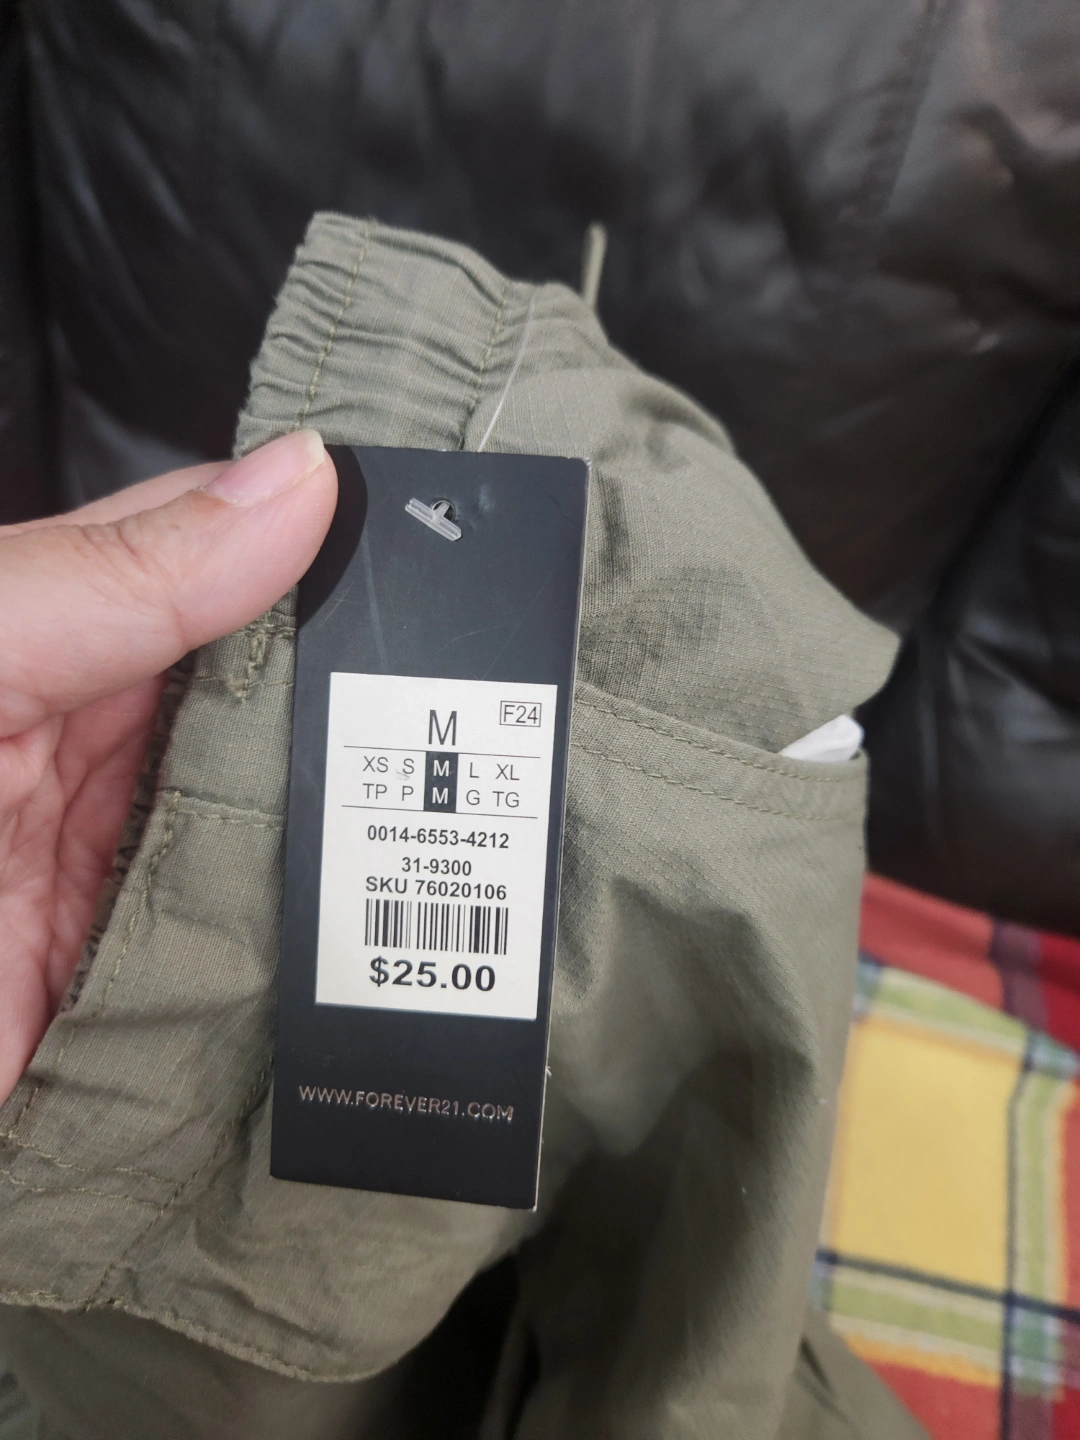 M
F24
XS S M L XL
TP P M G TG
0014-6553-4212
31-9300
SKU 76020106
$25.00
WWW.FOREVER21.COM